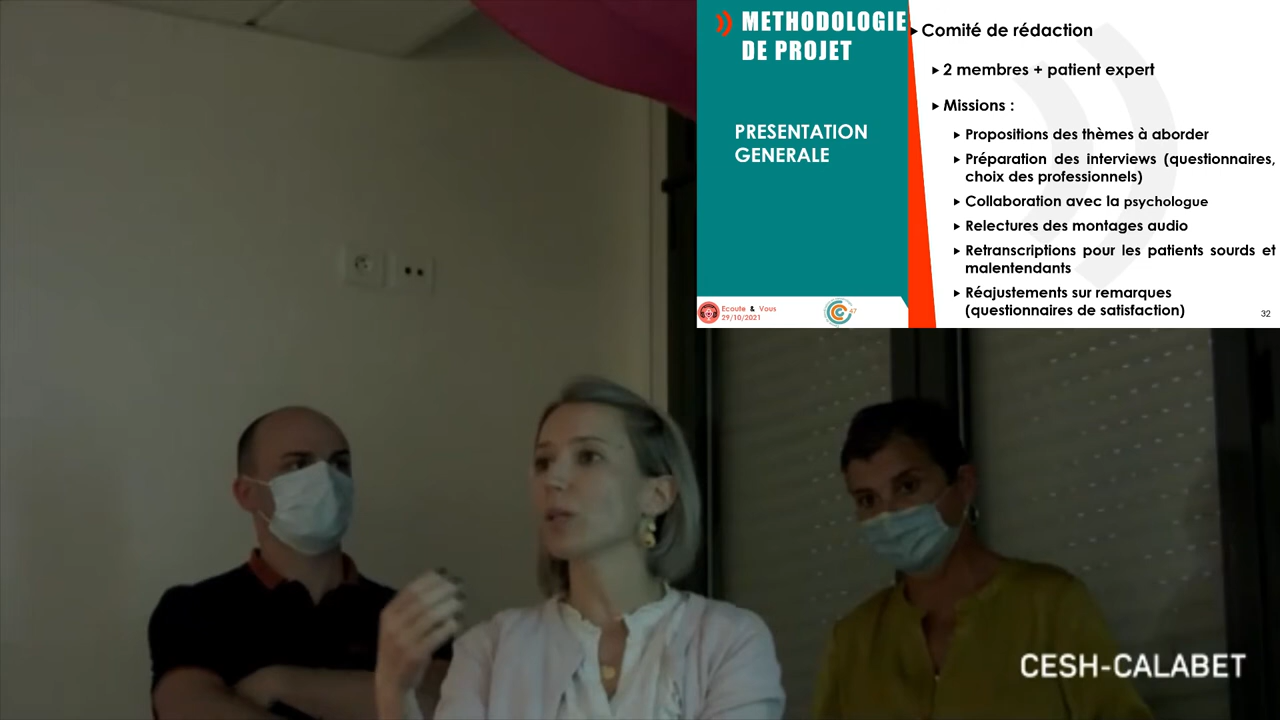 METHODOLOGIE
DE PROJET
PRESENTATION
GENERALE
Comité de rédaction
2 membres + patient expert
Missions :
Propositions des thèmes à aborder
Préparation des interviews (questionnaires,
choix des professionnels)
Collaboration avec la psychologue
Relectures des montages audio
Retranscriptions pour les patients sourds et
malentendants
Réajustements sur remarques
(questionnaires de satisfaction)
Ecoute & Vous
29/10/2021
47
32
CESH-CALABET